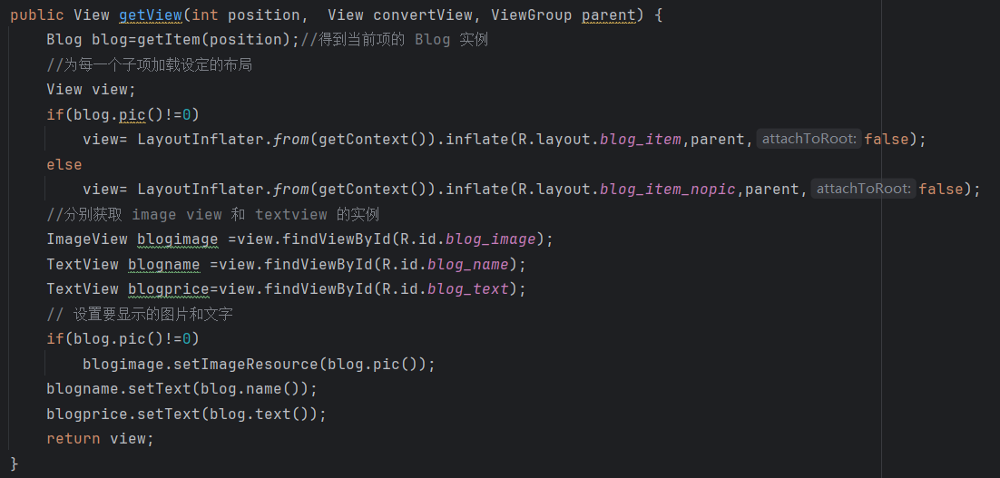 public View getView(int position,  View convertView, ViewGroup parent) {
    Blog blog=getItem(position);//得到当前项的 Blog 实例
    //为每一个子项加载设定的布局
    View view;
    if(blog.pic()!=0)
        view= LayoutInflater.from(getContext()).inflate(R.layout.blog_item,parent, attachToRoot: false);
    else
        view= LayoutInflater.from(getContext()).inflate(R.layout.blog_item_nopic,parent, attachToRoot: false);
    //分别获取 image view 和 textview 的实例
    ImageView blogimage =view.findViewById(R.id.blog_image);
    TextView blogname =view.findViewById(R.id.blog_name);
    TextView blogprice=view.findViewById(R.id.blog_text);
    // 设置要显示的图片和文字
    if(blog.pic()!=0)
        blogimage.setImageResource(blog.pic());
    blogname.setText(blog.name());
    blogprice.setText(blog.text());
    return view;
}